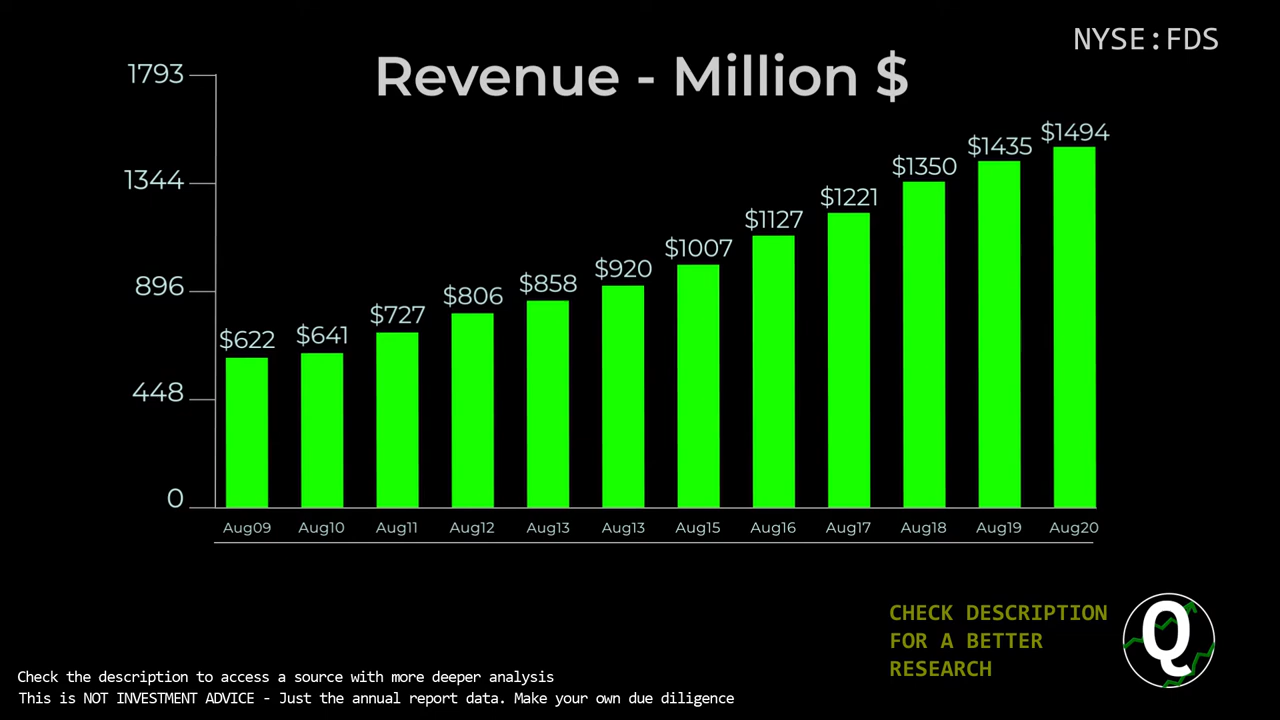 NYSE:FDS
Revenue - Million $
1793
1344
896
448
0
$622 $641 $727 $806 $858 $920 $1007 $1127 $1221 $1350 $1435 $1494
Aug09 Aug10 Aug11 Aug12 Aug13 Aug13 Aug15 Aug16 Aug17 Aug18 Aug19 Aug20
CHECK DESCRIPTION
FOR A BETTER
RESEARCH
Q
Check the description to access a source with more deeper analysis
This is NOT INVESTMENT ADVICE - Just the annual report data. Make your own due diligence